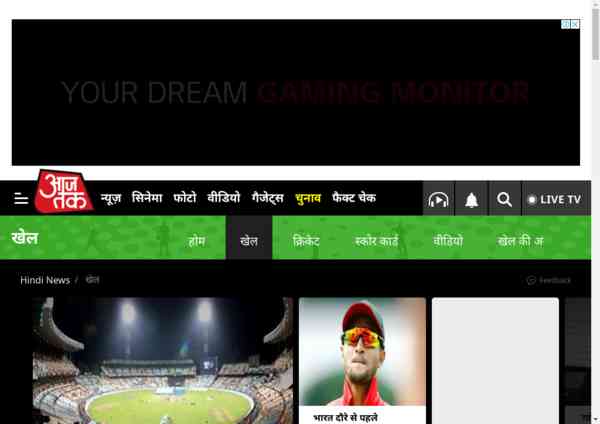 YOUR DREAM GAMING MONITOR
आज तक
न्यूज़ सिनेमा फोटो वीडियो गैजेट्स चुनाव फैक्ट चेक
LIVE TV
खेल
होम खेल क्रिकेट स्कोर कार्ड वीडियो खेल की अ
Hindi News / खेल
Feedback
भारत दौरे से पहले